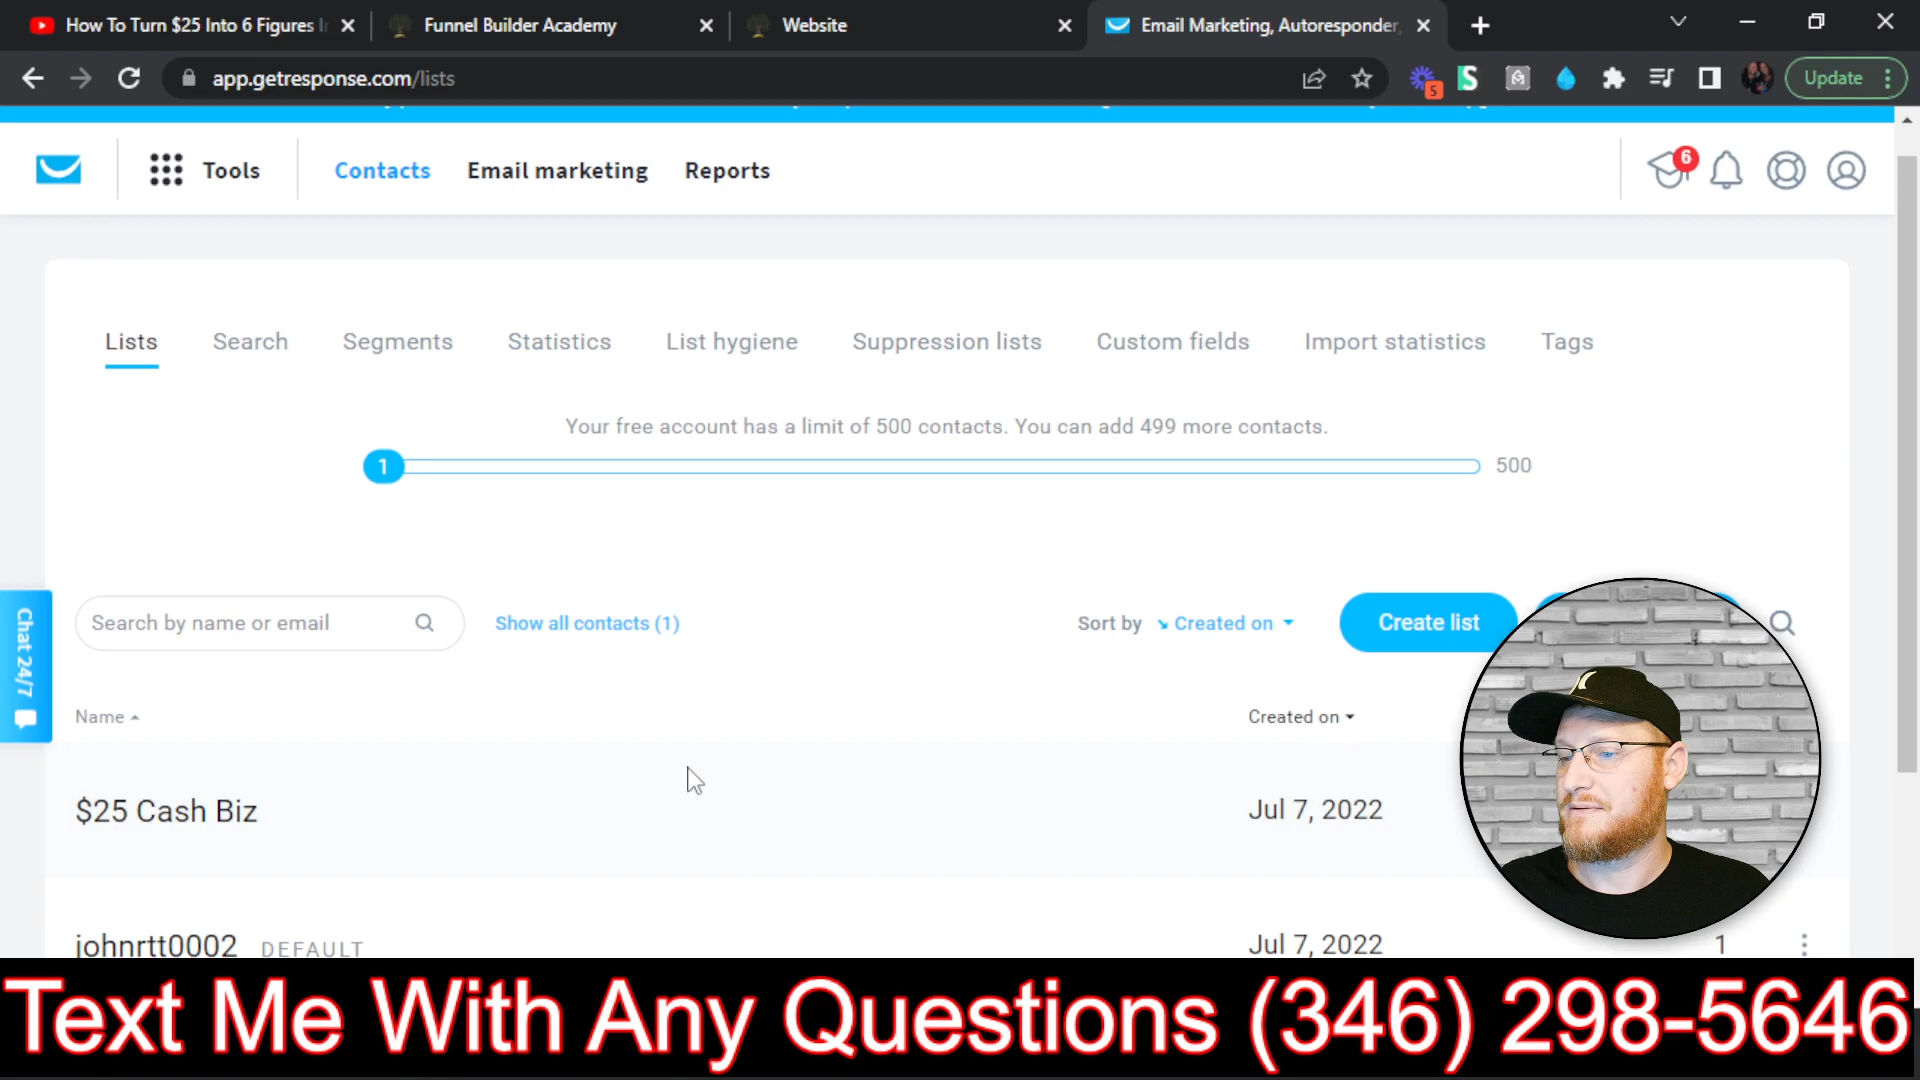 How To Turn $25 Into 6 Figures I
Funnel Builder Academy
Website
Email Marketing, Autoresponder,
app.getresponse.com/lists
5
Update
Tools
Contacts
Email marketing
Reports
6
Lists
Search
Segments
Statistics
List hygiene
Suppression lists
Custom fields
Import statistics
Tags
Your free account has a limit of 500 contacts. You can add 499 more contacts.
1
500
Chat 24/7
Search by name or email
Show all contacts (1)
Sort by
Created on
Create list
Name
Created on
$25 Cash Biz
Jul 7, 2022
johnrtt0002 DEFAULT
Jul 7, 2022
1
Text Me With Any Questions (346) 298-5646